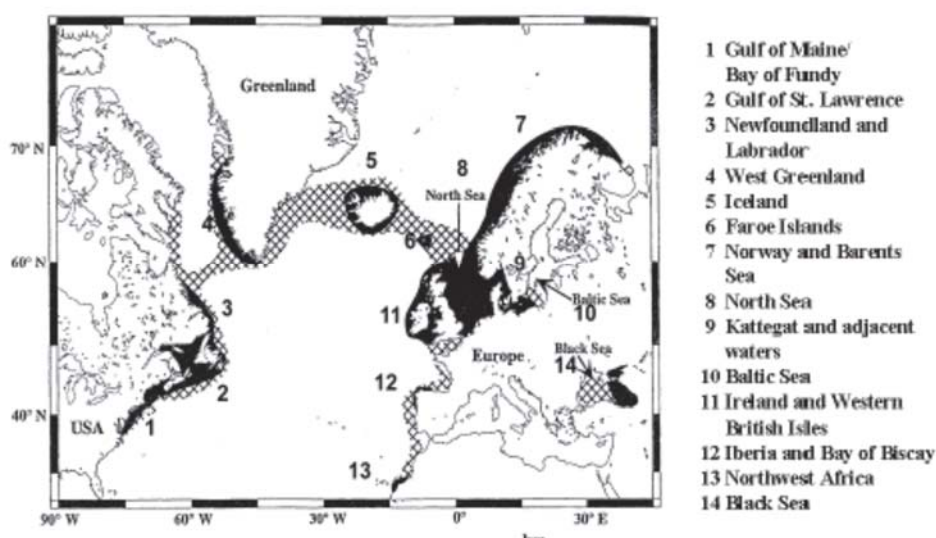 Greenland
70° N
60° N
40° N
USA
North Sea
Baltic Sea
Europe
Black Sea
1
2
3
4
5
6
7
8
9
10
11
12
13
14
90° W
60° W
30° W
0°
30° E
1 Gulf of Maine/
Bay of Fundy
2 Gulf of St. Lawrence
3 Newfoundland and
Labrador
4 West Greenland
5 Iceland
6 Faroe Islands
7 Norway and Barents
Sea
8 North Sea
9 Kattegat and adjacent
waters
10 Baltic Sea
11 Ireland and Western
British Isles
12 Iberia and Bay of Biscay
13 Northwest Africa
14 Black Sea